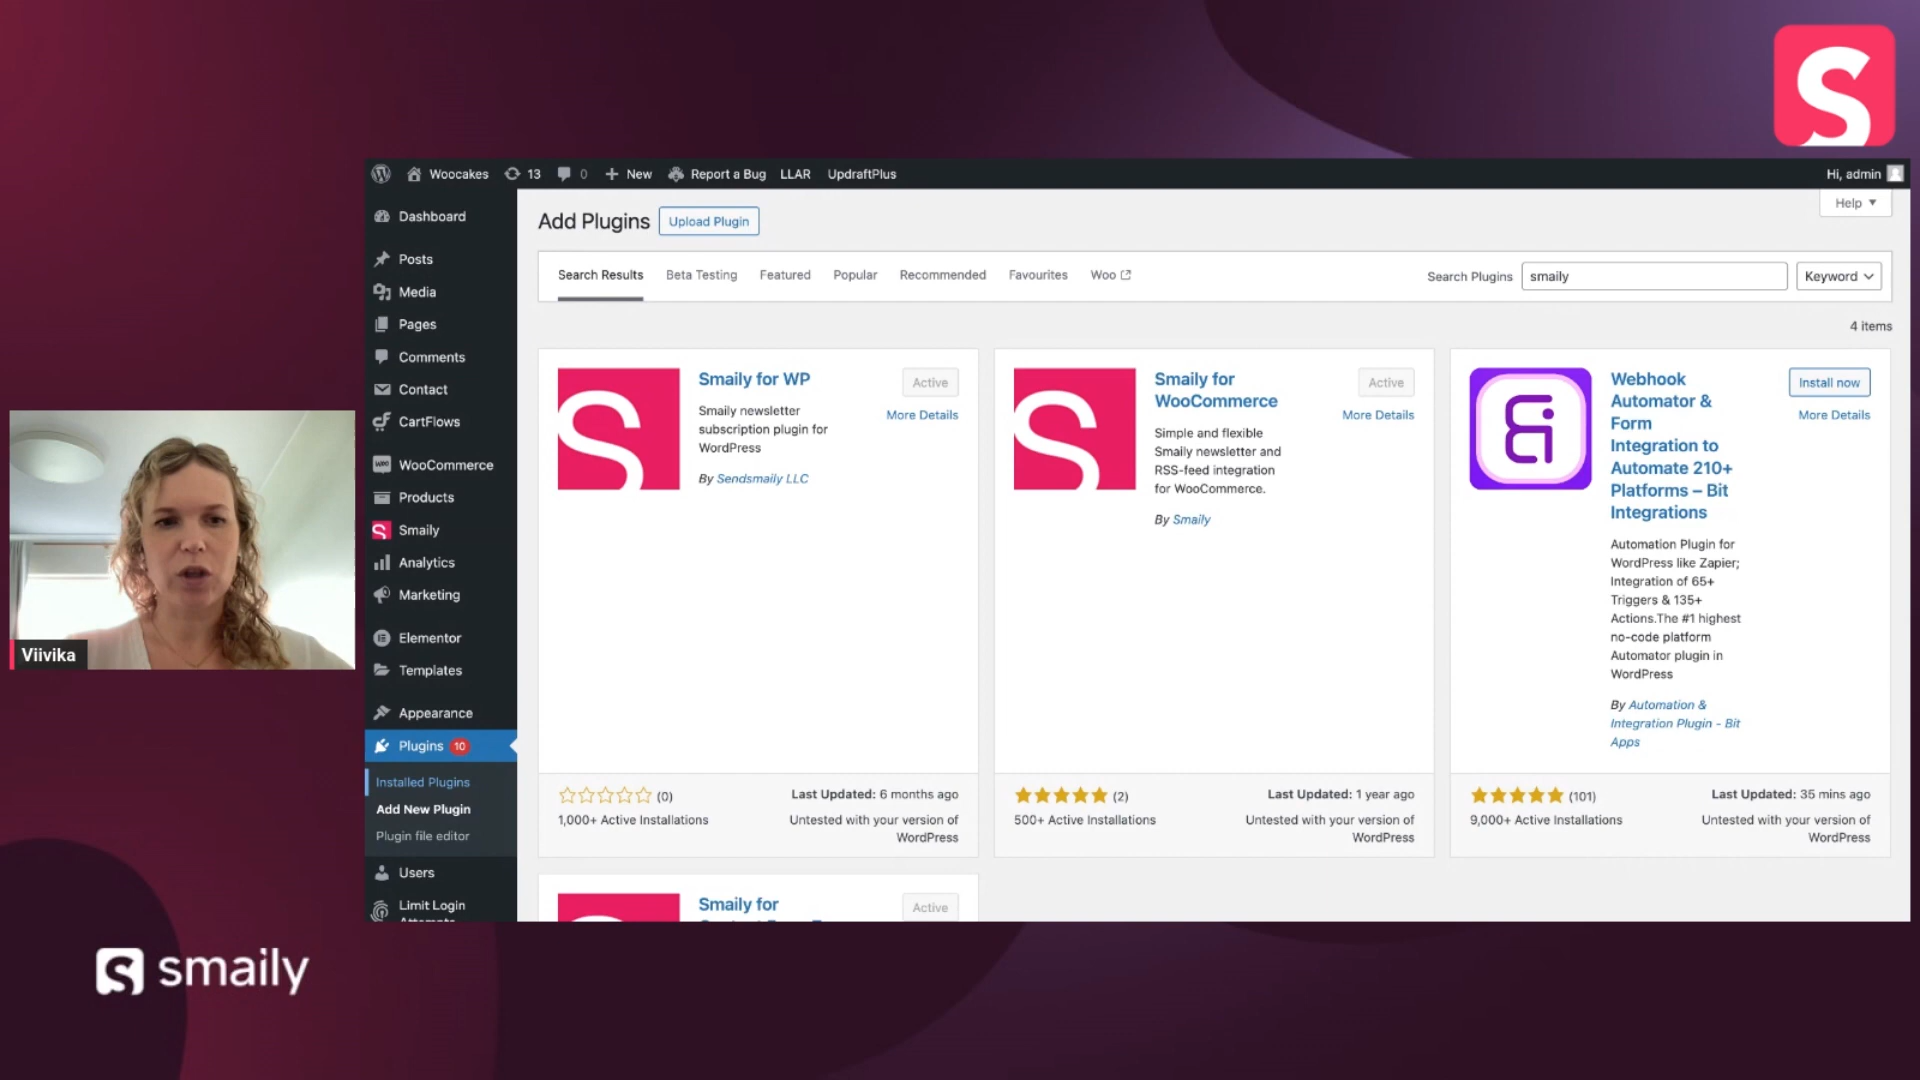 Woocakes 13 0 New Report a Bug LLAR UpdraftPlus Hi, admin
Help
Dashboard
Posts
Media
Pages
Comments
Contact
CartFlows
WooCommerce
Products
Smaily
Analytics
Marketing
Elementor
Templates
Appearance
Plugins 10
Installed Plugins
Add New Plugin
Plugin file editor
Users
Limit Login
Add Plugins Upload Plugin
Search Results Beta Testing Featured Popular Recommended Favourites Woo
Search Plugins smaily Keyword
4 items
Smaily for WP
Active
More Details
Smaily newsletter
subscription plugin for
WordPress
By Sendsmaily LLC
(0)
1,000+ Active Installations
Last Updated: 6 months ago
Untested with your version of
WordPress
Smaily for
WooCommerce
Active
More Details
Simple and flexible
Smaily newsletter and
RSS-feed integration
for WooCommerce.
By Smaily
(2)
500+ Active Installations
Last Updated: 1 year ago
Untested with your version of
WordPress
Webhook
Automator &
Form
Integration to
Automate 210+
Platforms – Bit
Integrations
Install now
More Details
Automation Plugin for
WordPress like Zapier;
Integration of 65+
Triggers & 135+
Actions.The #1 highest
no-code platform
Automator plugin in
WordPress
By Automation &
Integration Plugin - Bit
Apps
(101)
9,000+ Active Installations
Last Updated: 35 mins ago
Untested with your version of
WordPress
Smaily for
Active
Viivika
smaily